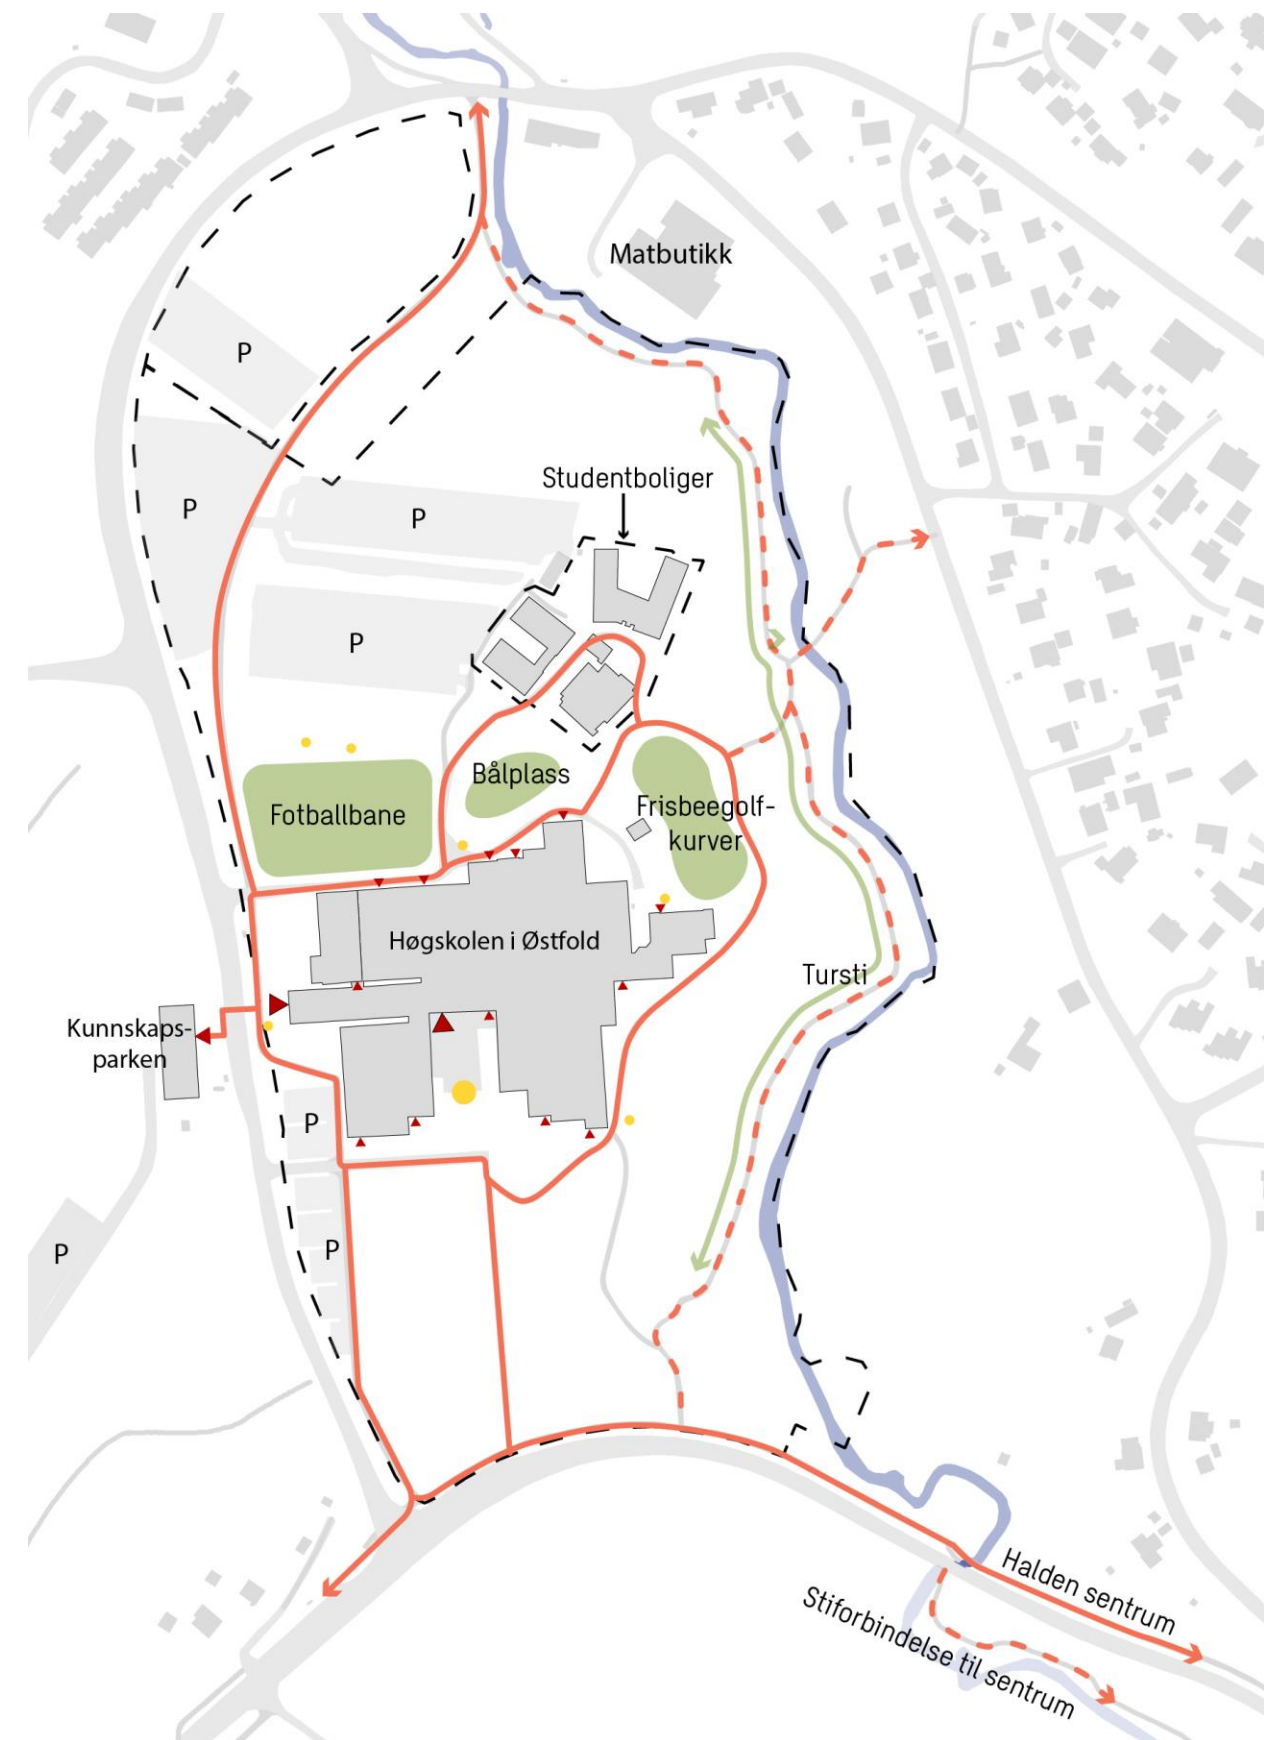 Matbutikk
P
Studentboliger
P
P
P
Bålplass
Fotballbane
Frisbeegolf-
kurver
Høgskolen i Østfold
Tursti
Kunnskaps-
parken
P
P
P
Halden sentrum
Stiforbindelse til sentrum